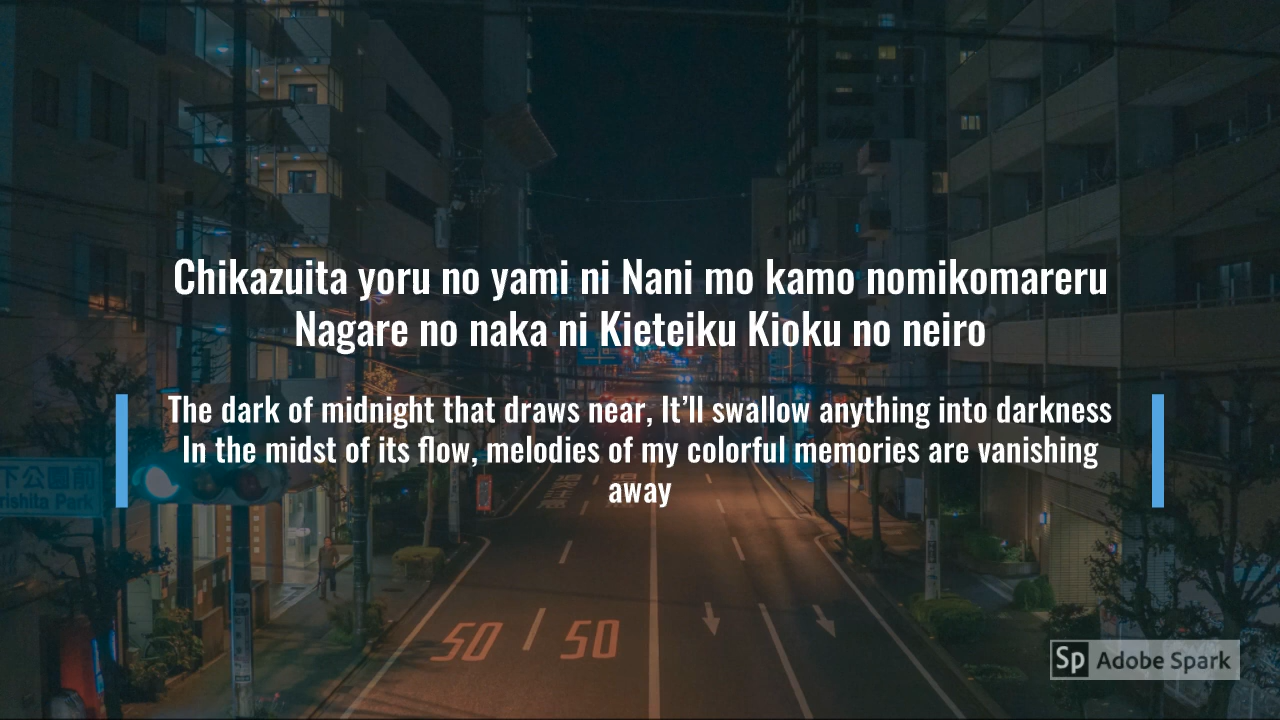 Chikazuita yoru no yami ni Nani mo kamo nomikomareru
Nagare no naka ni Kieteiku Kioku no neiro
The dark of midnight that draws near, It’ll swallow anything into darkness
In the midst of its flow, melodies of my colorful memories are vanishing
away
下公園前
rishita Park
50 50
Sp Adobe Spark